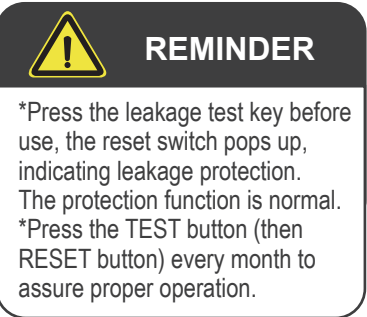 REMINDER
*Press the leakage test key before
use, the reset switch pops up,
indicating leakage protection.
The protection function is normal.
*Press the TEST button (then
RESET button) every month to
assure proper operation.